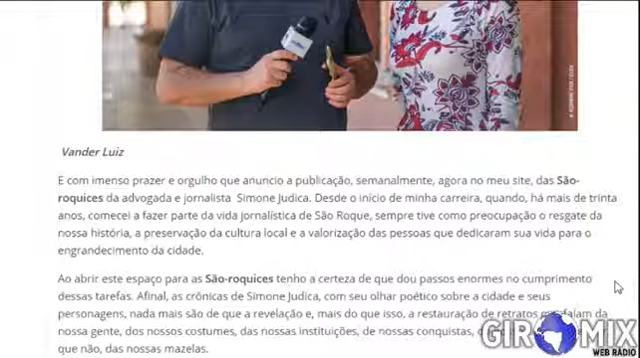 Vander Luiz
E com imenso prazer e orgulho que anuncio a publicação, semanalmente, agora no meu site, das São-
roquices da advogada e jornalista Simone Judica. Desde o início de minha carreira, quando, há mais de trinta
anos, comecei a fazer parte da vida jornalística de São Roque, sempre tive como preocupação o resgate da
nossa história, a preservação da cultura local e a valorização das pessoas que dedicaram sua vida para o
engrandecimento da cidade.
Ao abrir este espaço para as São-roquices tenho a certeza de que dou passos enormes no cumprimento
dessas tarefas. Afinal, as crônicas de Simone Judica, com seu olhar poético sobre a cidade e seus
personagens, nada mais são de que a revelação e, mais do que isso, a restauração de retratos falam da
nossa gente, dos nossos costumes, das nossas instituições, de nossas conquistas,
que não, das nossas mazelas.
GIROMIX
WEB RÁDIO